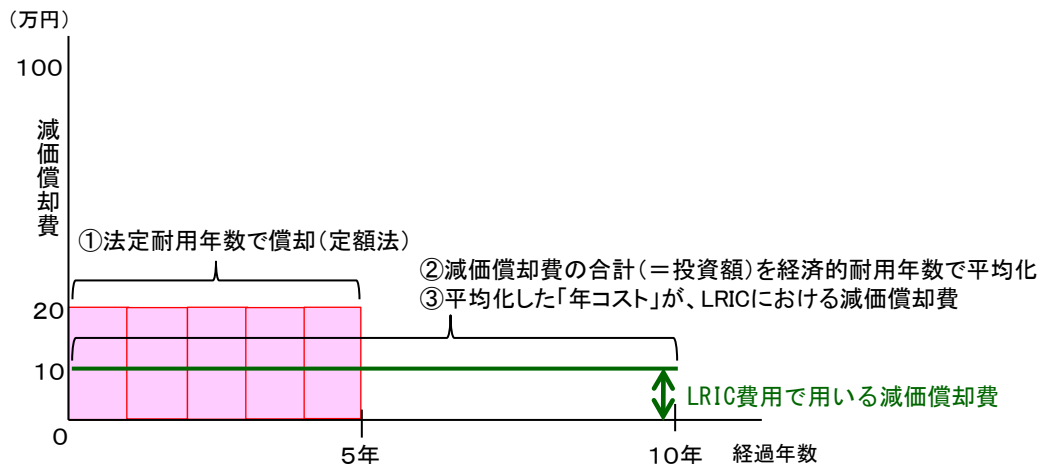 （万円）
１００
減価償却費
①法定耐用年数で償却（定額法）
②減価償却費の合計（＝投資額）を経済的耐用年数で平均化
③平均化した「年コスト」が、LRICにおける減価償却費
２０
１０
LRIC費用で用いる減価償却費
０
５年
１０年
経過年数